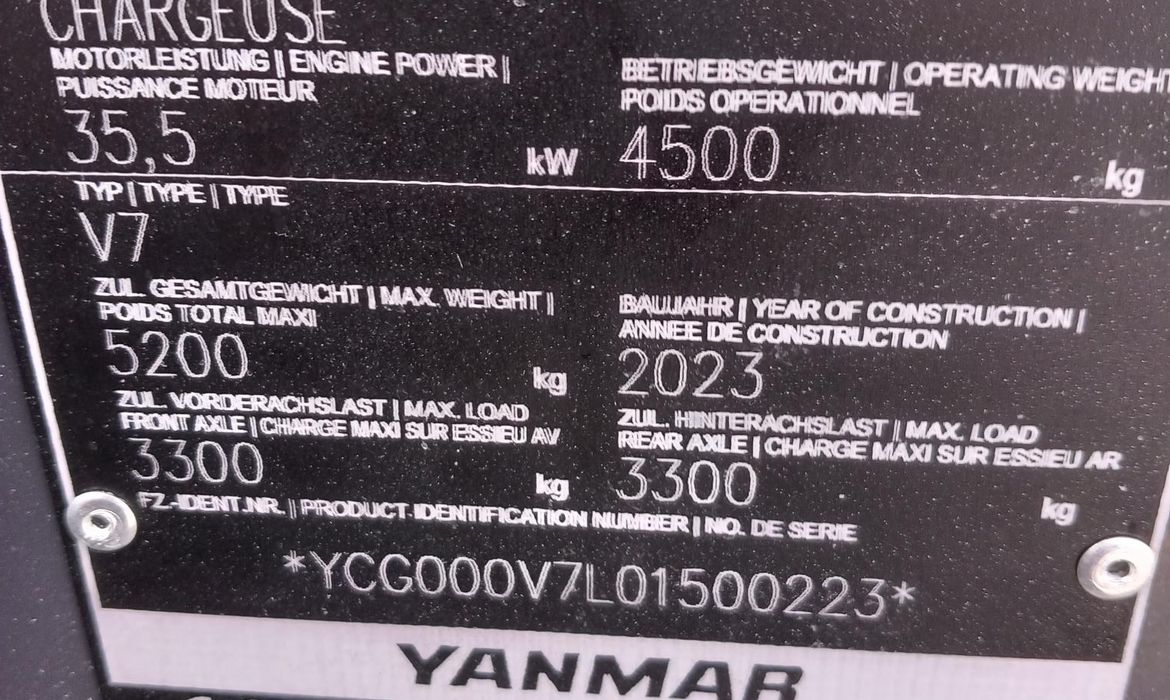 CHARGEUSE
MOTORLEISTUNG | ENGINE POWER |
PUISSANCE MOTEUR
35,5 kW
BETRIEBSGEWICHT | OPERATING WEIGHT
POIDS OPERATIONNEL
4500 kg
TYP | TYPE | TYPE
V7
ZUL. GESAMTGEWICHT | MAX. WEIGHT |
POIDS TOTAL MAXI
5200 kg
BAUJAHR | YEAR OF CONSTRUCTION |
ANNEE DE CONSTRUCTION
2023
ZUL. VORDERACHSLAST | MAX. LOAD
FRONT AXLE | CHARGE MAXI SUR ESSIEU AV
3300 kg
ZUL. HINTERACHSLAST | MAX. LOAD
REAR AXLE | CHARGE MAXI SUR ESSIEU AR
3300 kg
FZ.-IDENT.NR. | PRODUCT IDENTIFICATION NUMBER | NO. DE SERIE
*YCG000V7L01500223*
YANMAR